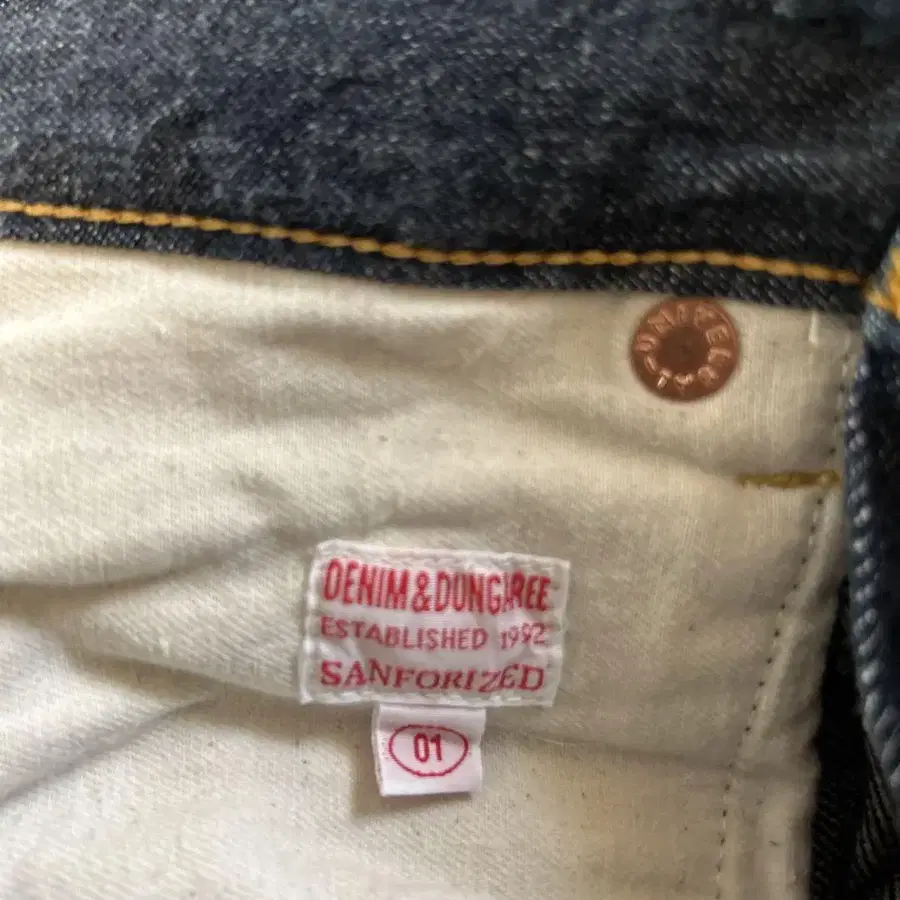 DENIM & DUNGAREE
ESTABLISHED 1992
SANFORIZED
01